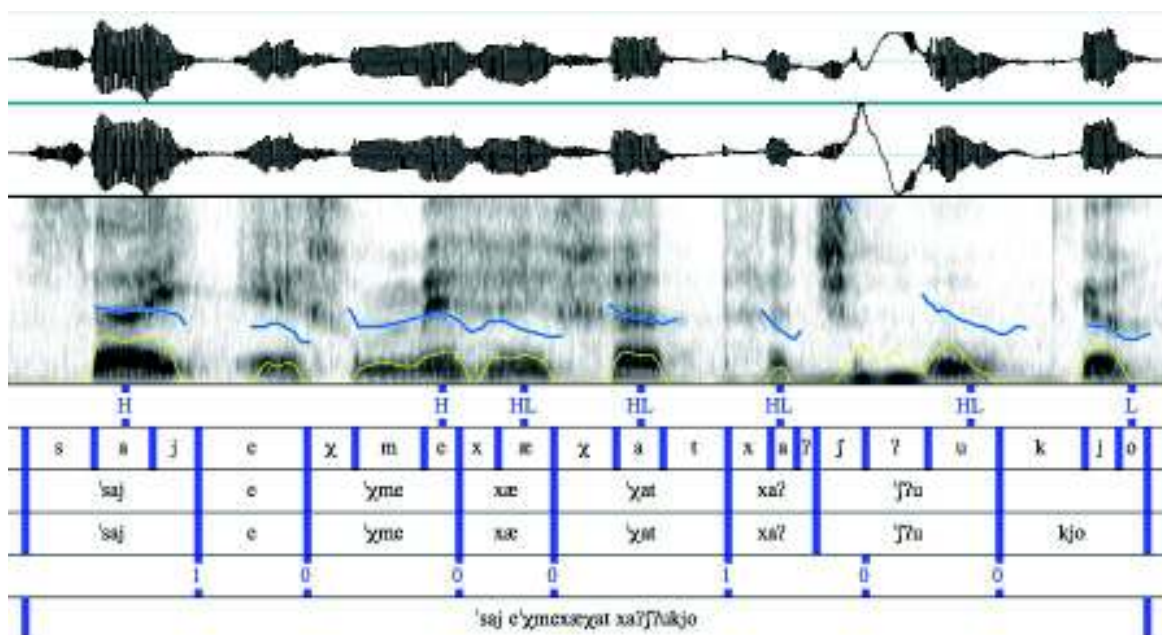 H H HL HL HL HL L
s a j e χ m e x æ χ a t x a ʔ ʃ ʔ u k j o
ˈsaj e ˈχme xæ ˈχat xaʔ ˈʃʔu
ˈsaj e ˈχme xæ ˈχat xaʔ ˈʃʔu kjo
1 0 0 0 1 0 0
ˈsaj eˈχmexæχat xaʔʃʔukjo